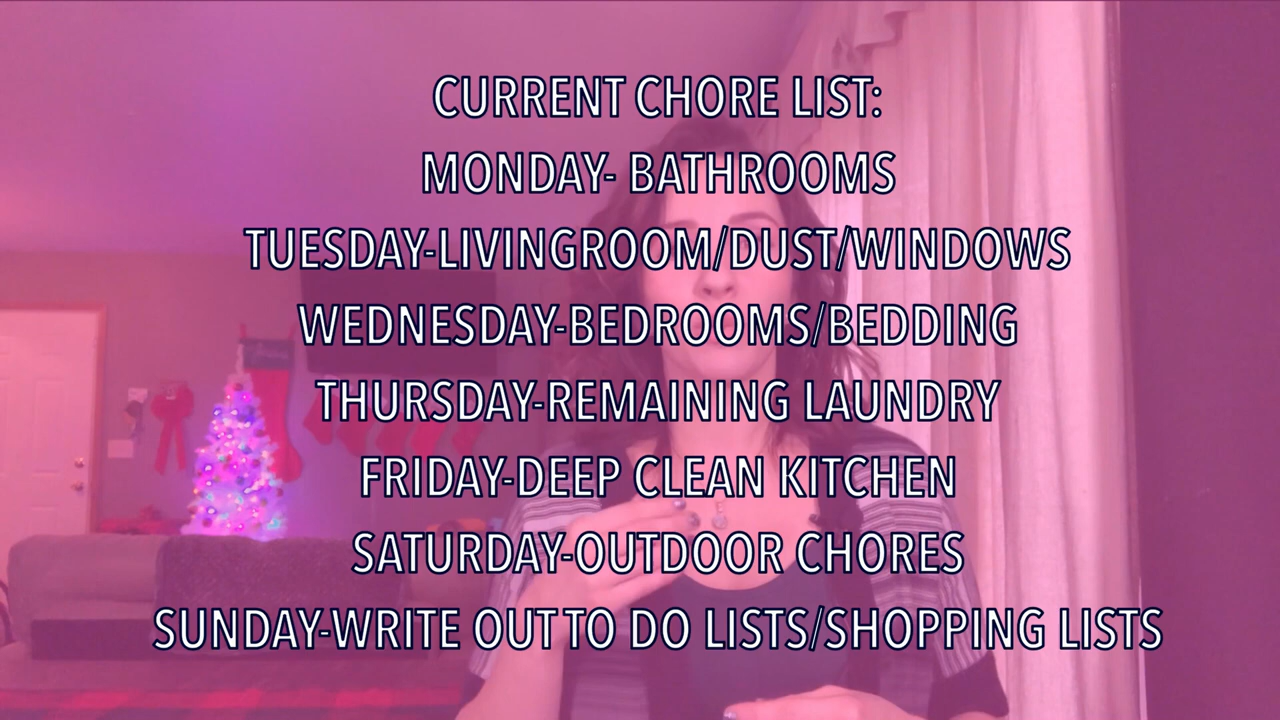 CURRENT CHORE LIST:
MONDAY- BATHROOMS
TUESDAY-LIVINGROOM/DUST/WINDOWS
WEDNESDAY-BEDROOMS/BEDDING
THURSDAY-REMAINING LAUNDRY
FRIDAY-DEEP CLEAN KITCHEN
SATURDAY-OUTDOOR CHORES
SUNDAY-WRITE OUT TO DO LISTS/SHOPPING LISTS